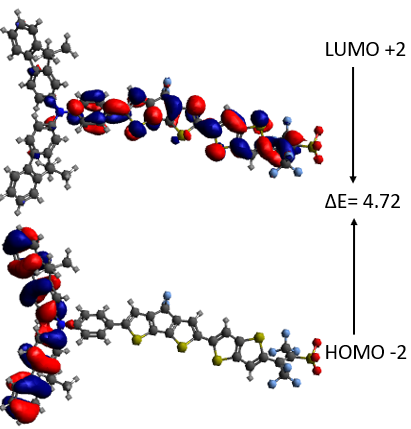 LUMO +2
ΔE= 4.72
HOMO -2